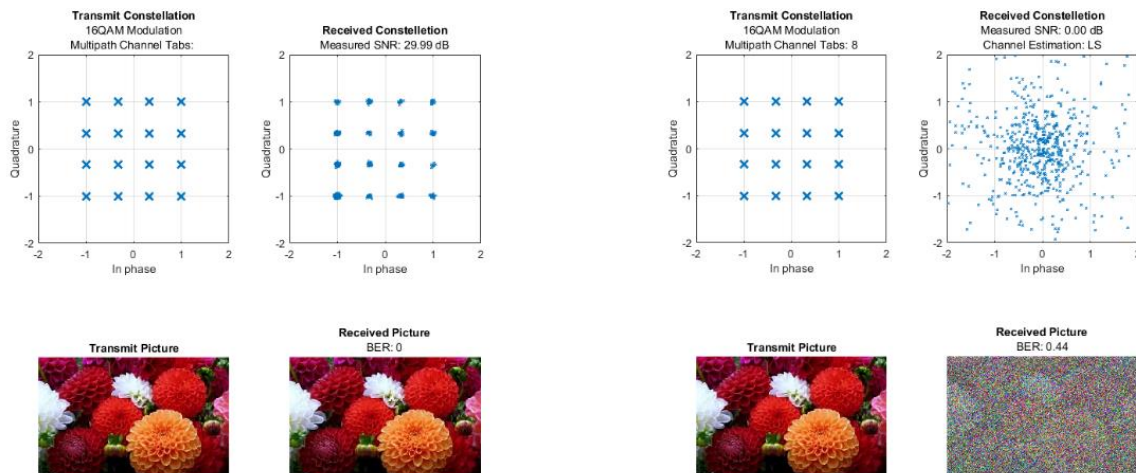 Transmit Constellation
16QAM Modulation
Multipath Channel Tabs:
2
1
0
-1
-2
Quadrature
-2 -1 0 1 2
In phase
Received Constelletion
Measured SNR: 29.99 dB
2
1
0
-1
-2
Quadrature
-2 -1 0 1 2
In phase
Transmit Picture
Received Picture
BER: 0
Transmit Constellation
16QAM Modulation
Multipath Channel Tabs: 8
2
1
0
-1
-2
Quadrature
-2 -1 0 1 2
In phase
Received Constelletion
Measured SNR: 0.00 dB
Channel Estimation: LS
2
1
0
-1
-2
Quadrature
-2 -1 0 1 2
In phase
Transmit Picture
Received Picture
BER: 0.44